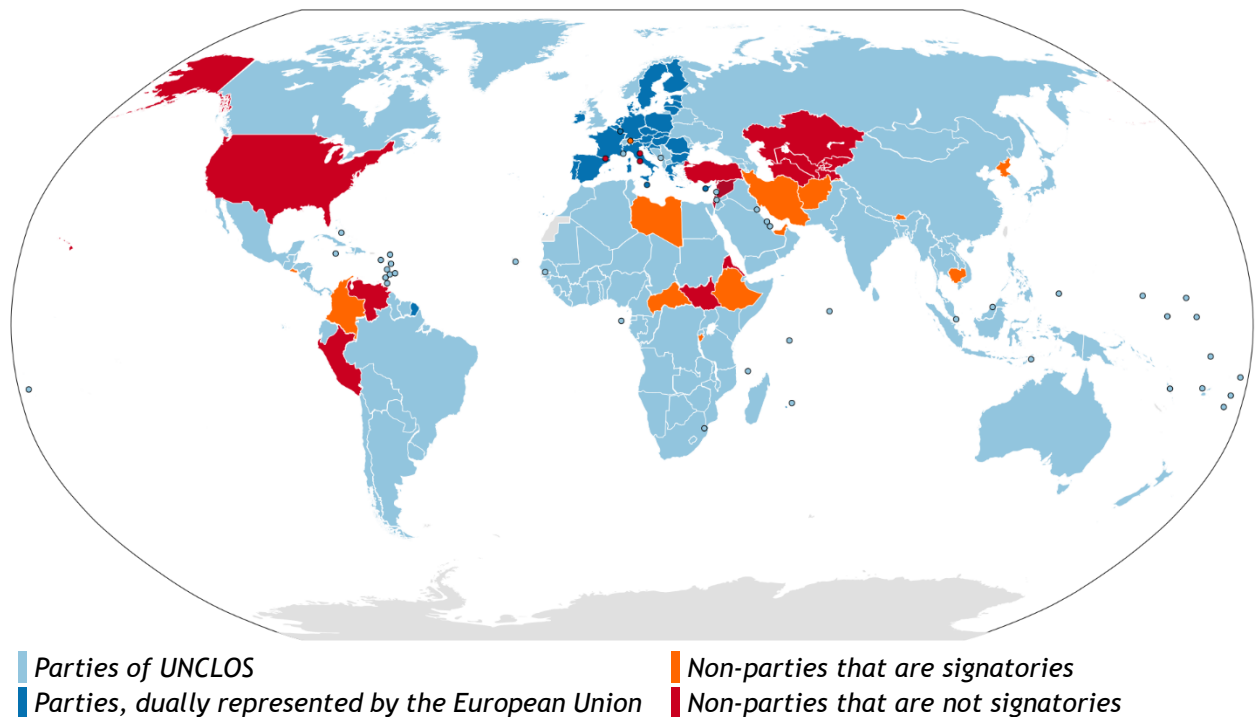 Parties of UNCLOS
Parties, dually represented by the European Union
Non-parties that are signatories
Non-parties that are not signatories